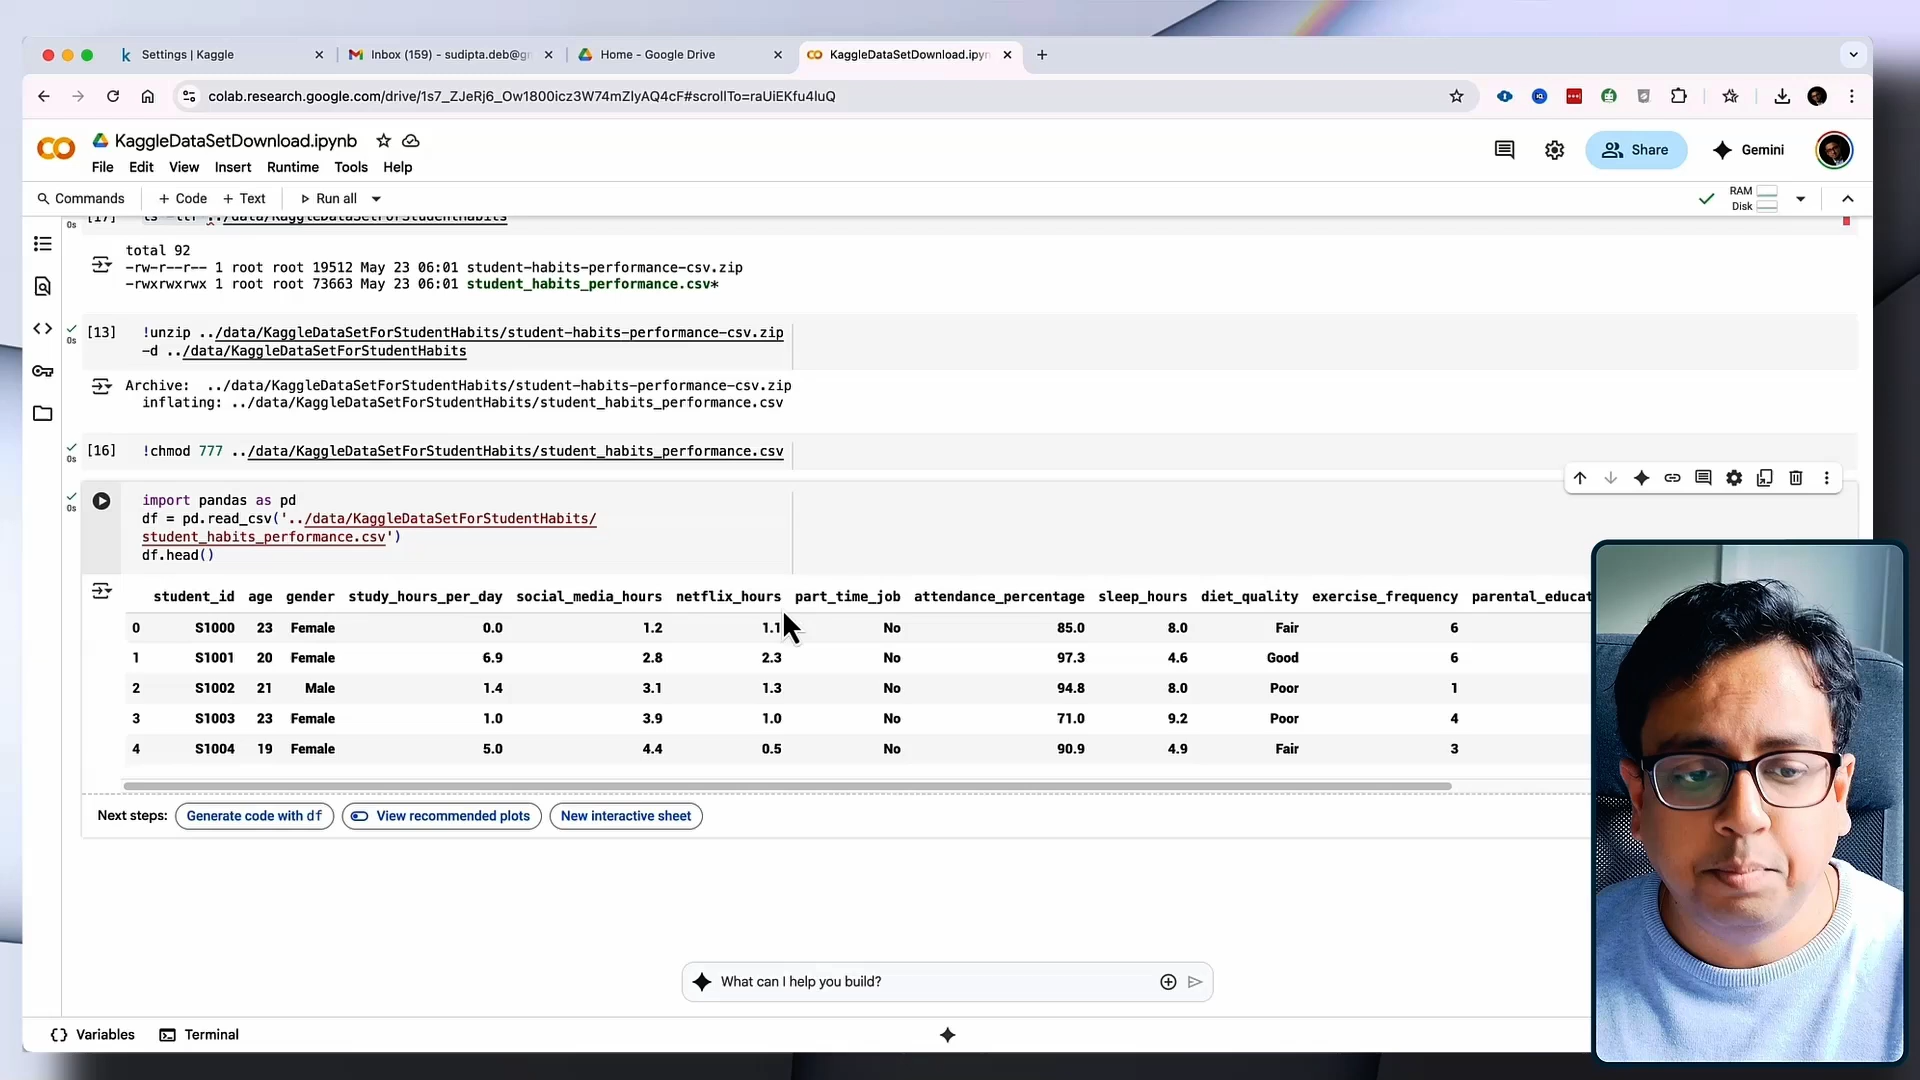 Settings | Kaggle
Inbox (159) - sudipta.deb@gm
Home - Google Drive
KaggleDataSetDownload.ipyn
colab.research.google.com/drive/1s7_ZJeRj6_Ow1800icz3W74mZlyAQ4cF#scrollTo=raUiEKfu4luQ
KaggleDataSetDownload.ipynb
Share
Gemini
File Edit View Insert Runtime Tools Help
Commands + Code + Text Run all
RAM
Disk
[17] ls -ltr ../data/KaggleDataSetForStudentHabits
0s
total 92
-rw-r--r-- 1 root root 19512 May 23 06:01 student-habits-performance-csv.zip
-rwxrwxrwx 1 root root 73663 May 23 06:01 student_habits_performance.csv*
[13] !unzip ../data/KaggleDataSetForStudentHabits/student-habits-performance-csv.zip
0s
-d ../data/KaggleDataSetForStudentHabits
Archive: ../data/KaggleDataSetForStudentHabits/student-habits-performance-csv.zip
inflating: ../data/KaggleDataSetForStudentHabits/student_habits_performance.csv
[16] !chmod 777 ../data/KaggleDataSetForStudentHabits/student_habits_performance.csv
0s
import pandas as pd
0s
df = pd.read_csv('../data/KaggleDataSetForStudentHabits/
student_habits_performance.csv')
df.head()
student_id age gender study_hours_per_day social_media_hours netflix_hours part_time_job attendance_percentage sleep_hours diet_quality exercise_frequency parental_educat
0 S1000 23 Female 0.0 1.2 1.1 No 85.0 8.0 Fair 6
1 S1001 20 Female 6.9 2.8 2.3 No 97.3 4.6 Good 6
2 S1002 21 Male 1.4 3.1 1.3 No 94.8 8.0 Poor 1
3 S1003 23 Female 1.0 3.9 1.0 No 71.0 9.2 Poor 4
4 S1004 19 Female 5.0 4.4 0.5 No 90.9 4.9 Fair 3
Next steps: Generate code with df View recommended plots New interactive sheet
What can I help you build?
Variables Terminal